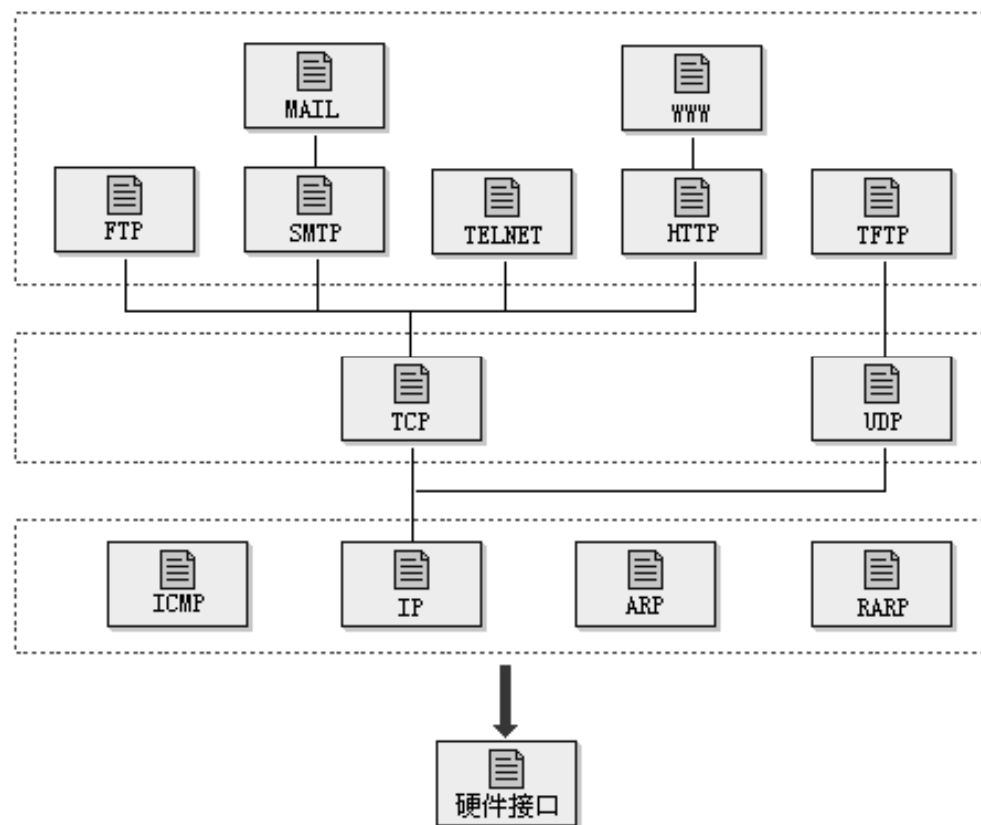 MAIL
WWW
FTP
SMTP
TELNET
HTTP
TFTP
TCP
UDP
ICMP
IP
ARP
RARP
硬件接口